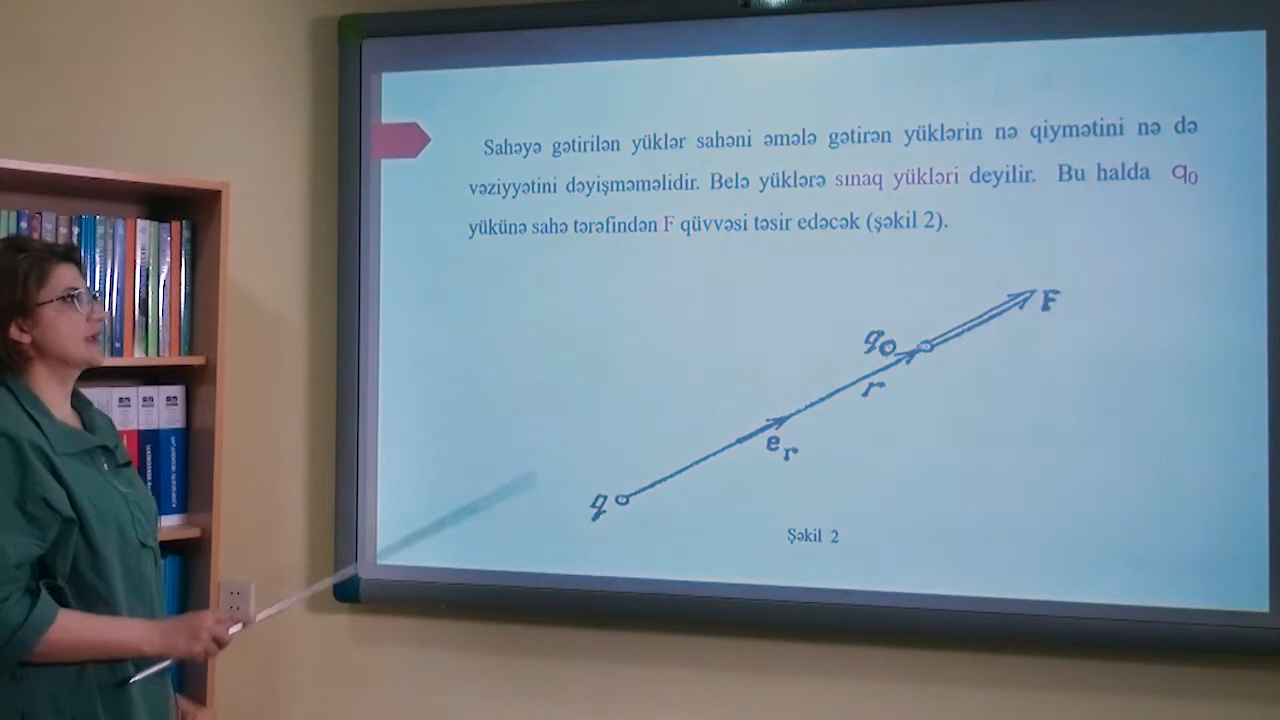 Sahəyə gətirilən yüklər sahəni əmələ gətirən yüklərin nə qiymətini nə də
vəziyyətini dəyişməməlidir. Belə yüklərə sınaq yükləri deyilir. Bu halda q₀
yükünə sahə tərəfindən F qüvvəsi təsir edəcək (şəkil 2).
F
q₀
r
eᵣ
q
Şəkil 2